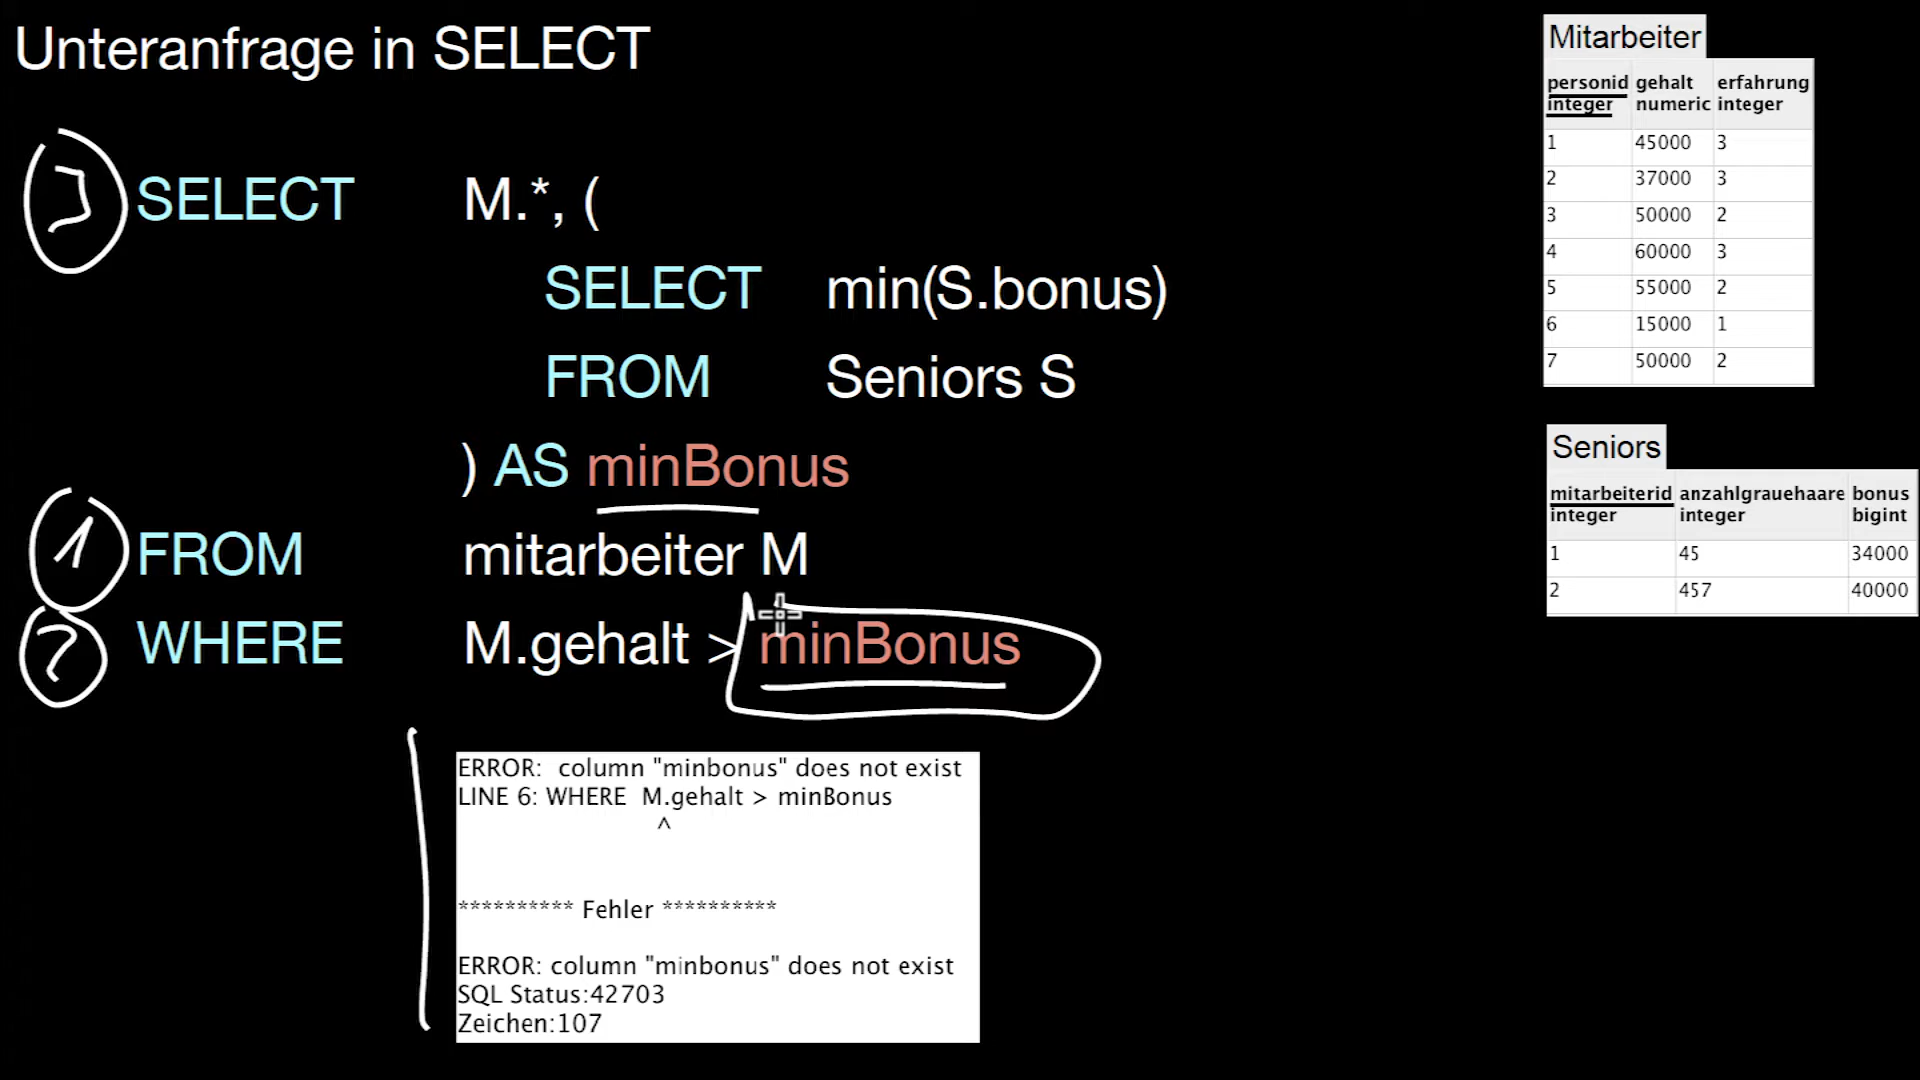 Unteranfrage in SELECT
3 SELECT M.*, (
SELECT min(S.bonus)
FROM Seniors S
) AS minBonus
1 FROM mitarbeiter M
2 WHERE M.gehalt > minBonus
ERROR:  column "minbonus" does not exist
LINE 6: WHERE  M.gehalt > minBonus
^
********** Fehler **********
ERROR: column "minbonus" does not exist
SQL Status:42703
Zeichen:107
Mitarbeiter
personid gehalt erfahrung
integer numeric integer
1 45000 3
2 37000 3
3 50000 2
4 60000 3
5 55000 2
6 15000 1
7 50000 2
Seniors
mitarbeiterid anzahlgrauehaare bonus
integer integer bigint
1 45 34000
2 457 40000